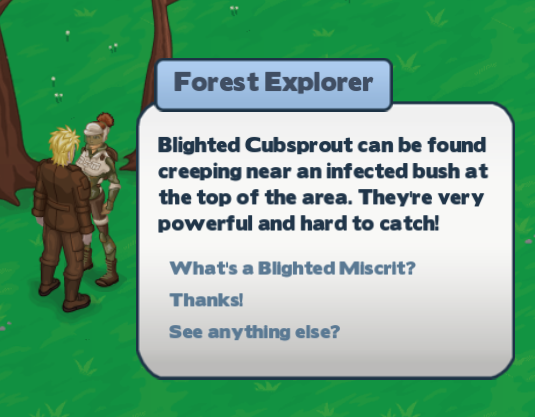 Forest Explorer
Blighted Cubsprout can be found
creeping near an infected bush at
the top of the area. They're very
powerful and hard to catch!
What's a Blighted Miscrit?
Thanks!
See anything else?